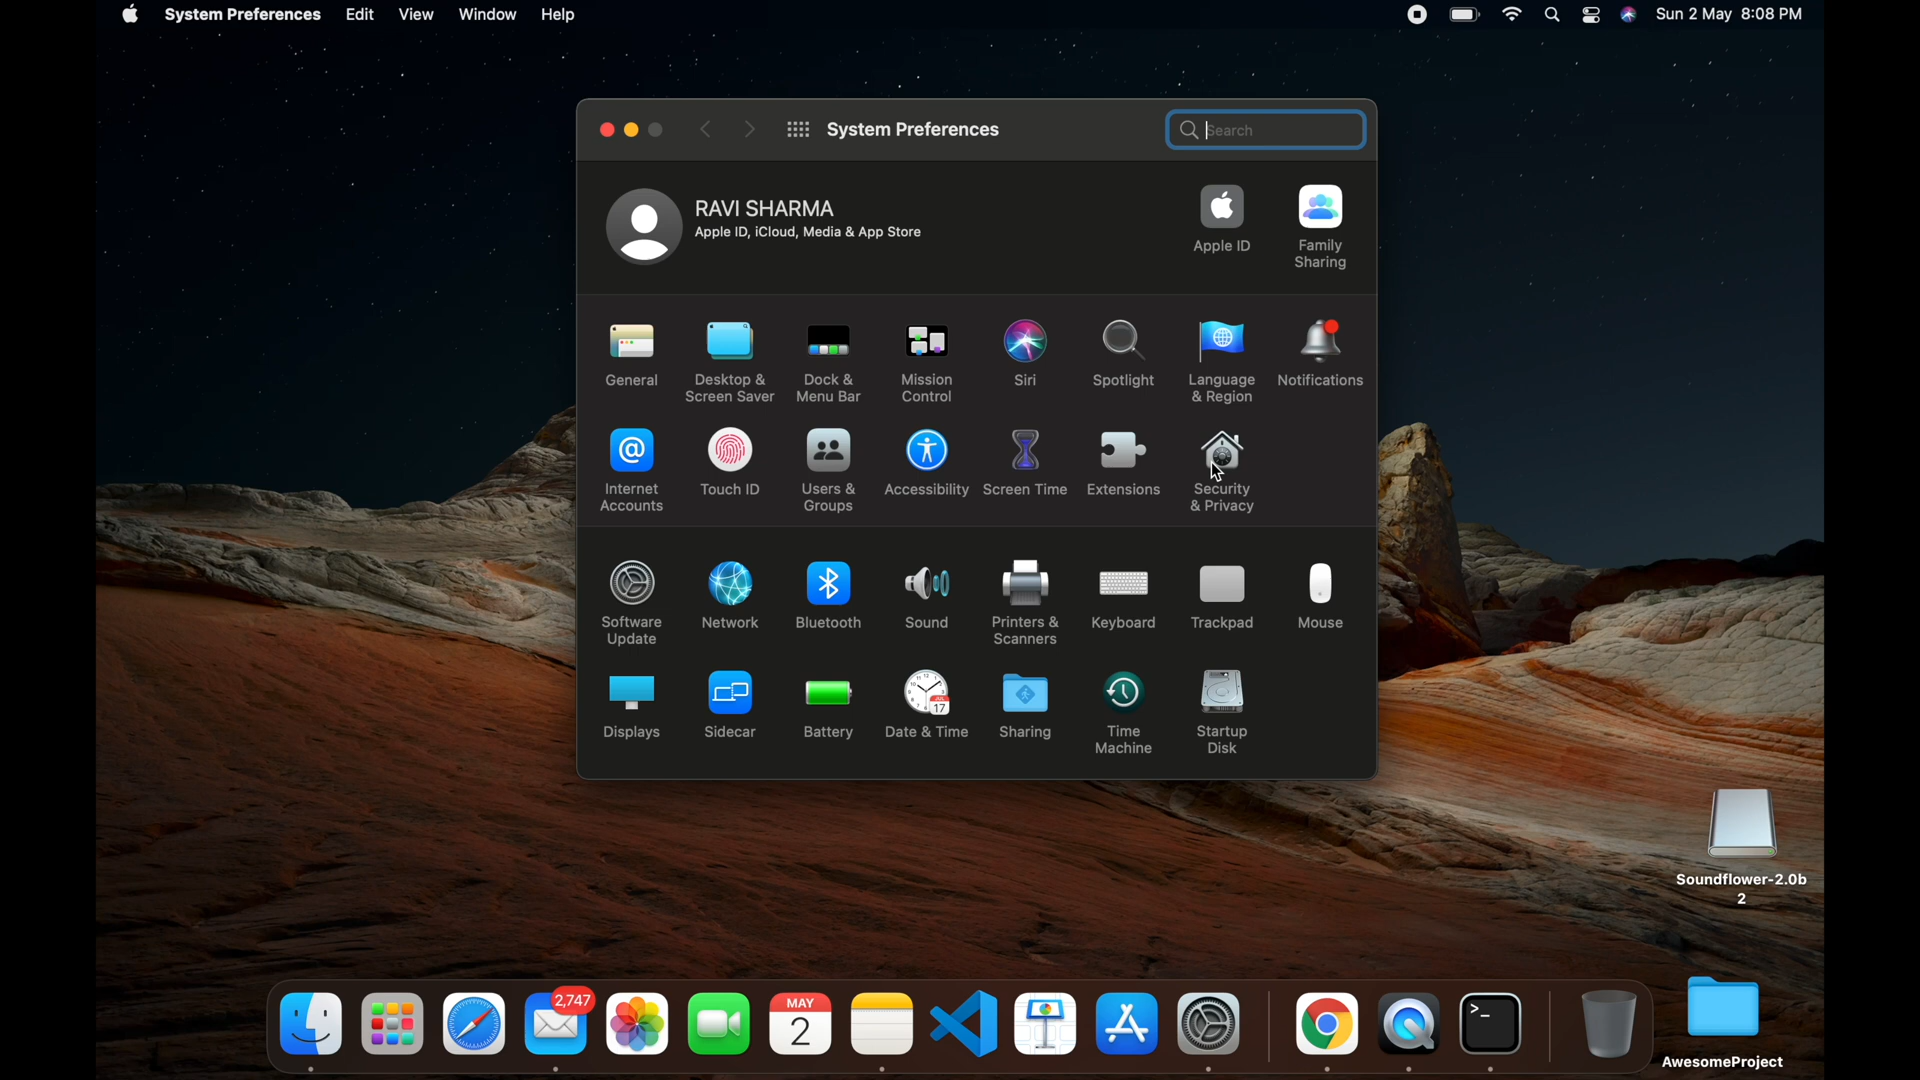 System Preferences Edit View Window Help
Sun 2 May 8:08 PM
System Preferences
Search
RAVI SHARMA
Apple ID, iCloud, Media & App Store
Apple ID
Family
Sharing
General
Desktop &
Screen Saver
Dock &
Menu Bar
Mission
Control
Siri
Spotlight
Language
& Region
Notifications
Internet
Accounts
Touch ID
Users &
Groups
Accessibility
Screen Time
Extensions
Security
& Privacy
Software
Update
Network
Bluetooth
Sound
Printers &
Scanners
Keyboard
Trackpad
Mouse
Displays
Sidecar
Battery
17
Date & Time
Sharing
Time
Machine
Startup
Disk
Soundflower-2.0b
2
2,747
MAY
2
>_
AwesomeProject